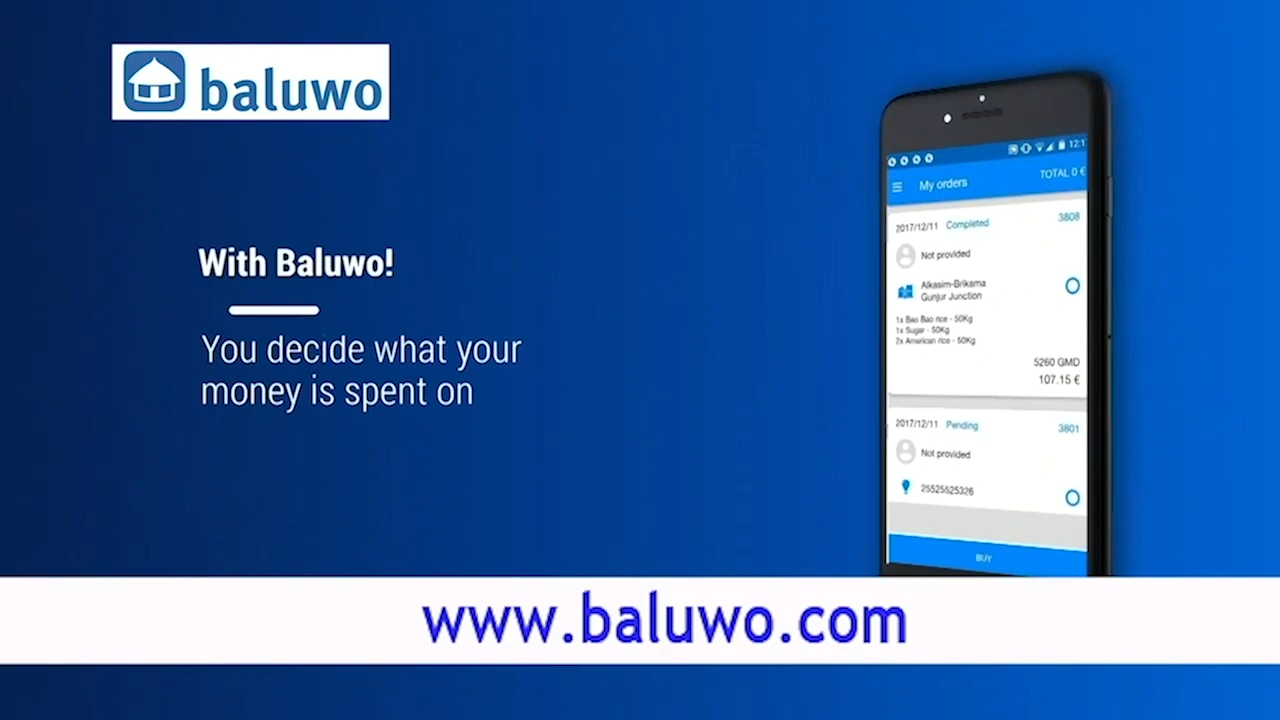 baluwo
With Baluwo!
You decide what your
money is spent on
12:17
My orders
TOTAL 0 €
2017/12/11 Completed 3808
Not provided
Alkasim-Brikama
Gunjur Junction
1x Bao Bao rice - 50Kg
1x Sugar - 50Kg
2x American rice - 50Kg
5260 GMD
107.15 €
2017/12/11 Pending 3801
Not provided
25525525326
BUY
www.baluwo.com